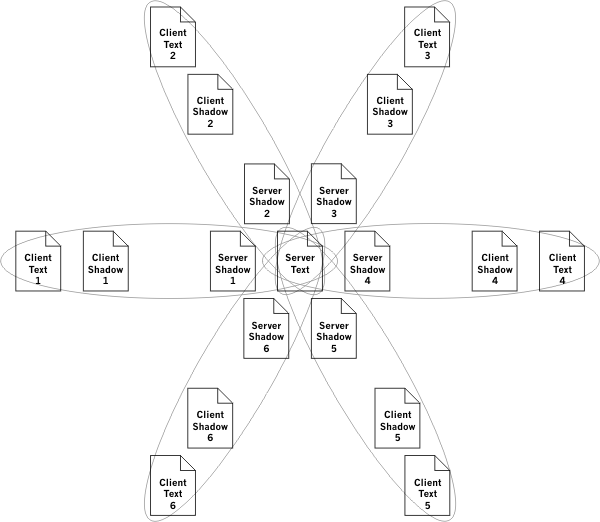 Client
Text
2
Client
Text
3
Client
Shadow
2
Client
Shadow
3
Server
Shadow
2
Server
Shadow
3
Client
Text
1
Client
Shadow
1
Server
Shadow
1
Server
Text
Server
Shadow
4
Client
Shadow
4
Client
Text
4
Server
Shadow
6
Server
Shadow
5
Client
Shadow
6
Client
Shadow
5
Client
Text
6
Client
Text
5